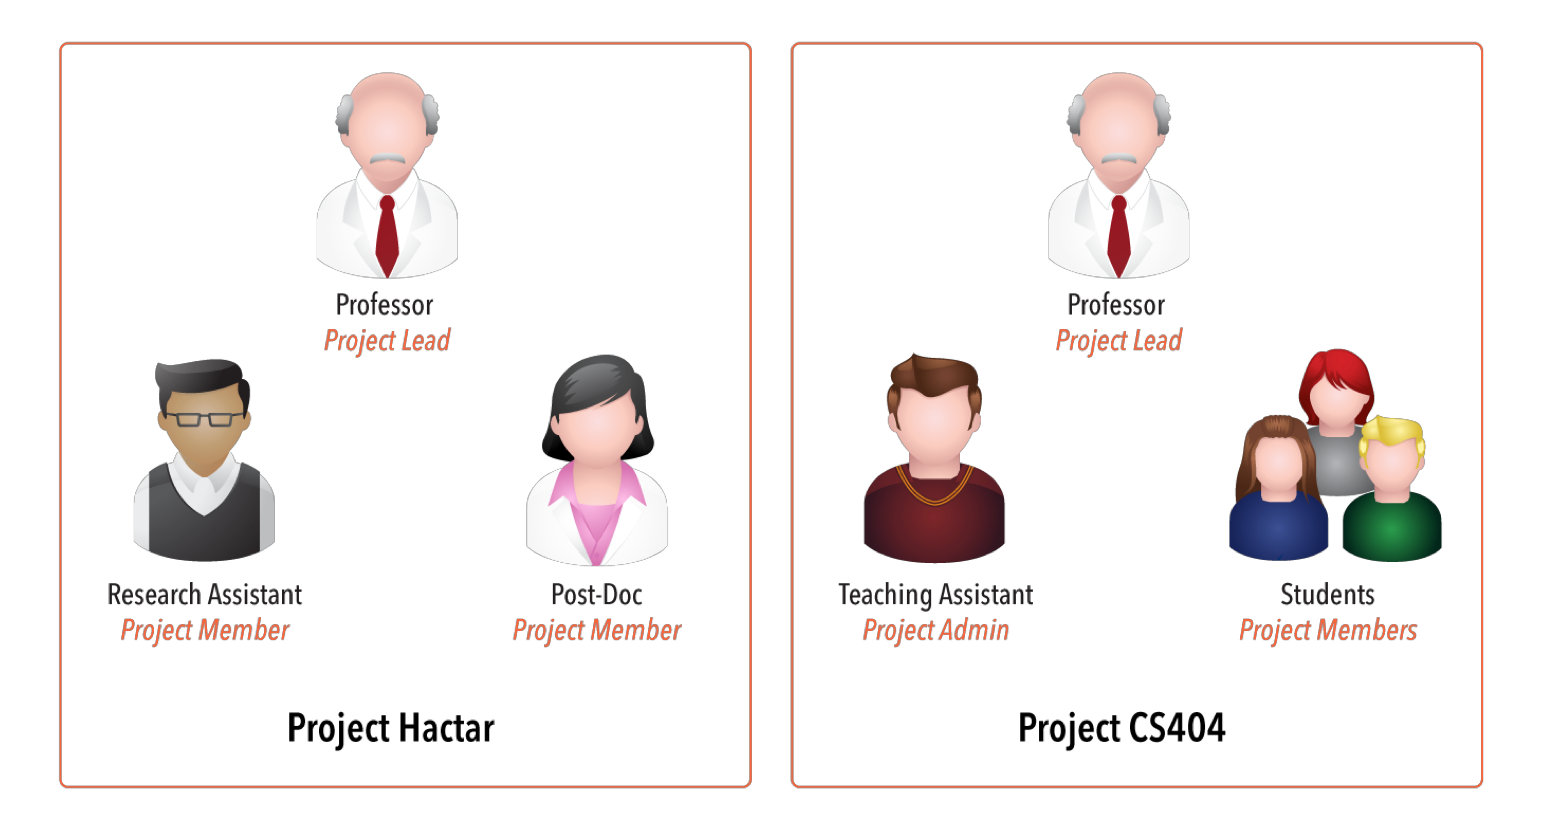 Professor
Project Lead
Research Assistant
Project Member
Post-Doc
Project Member
Project Hactar
Professor
Project Lead
Teaching Assistant
Project Admin
Students
Project Members
Project CS404